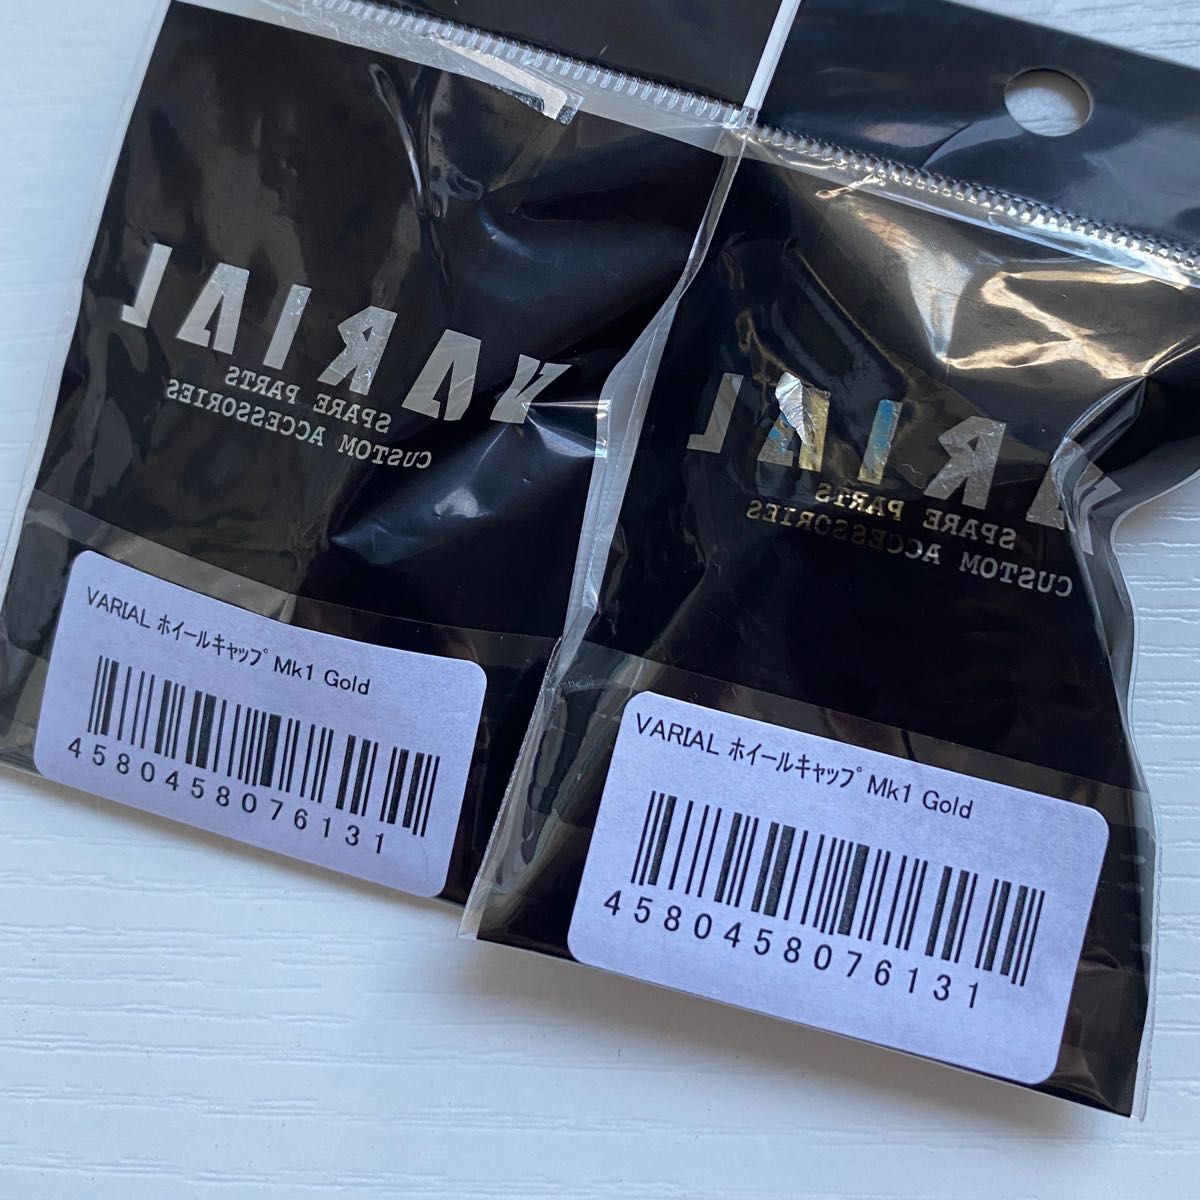 VARIAL
SPARE PARTS
CUSTOM ACCESSORIES
VARIAL ﾎｲｰﾙｷｬｯﾌﾟ Mk1 Gold
4580458076131
VARIAL
SPARE PARTS
CUSTOM ACCESSORIES
VARIAL ﾎｲｰﾙｷｬｯﾌﾟ Mk1 Gold
4580458076131